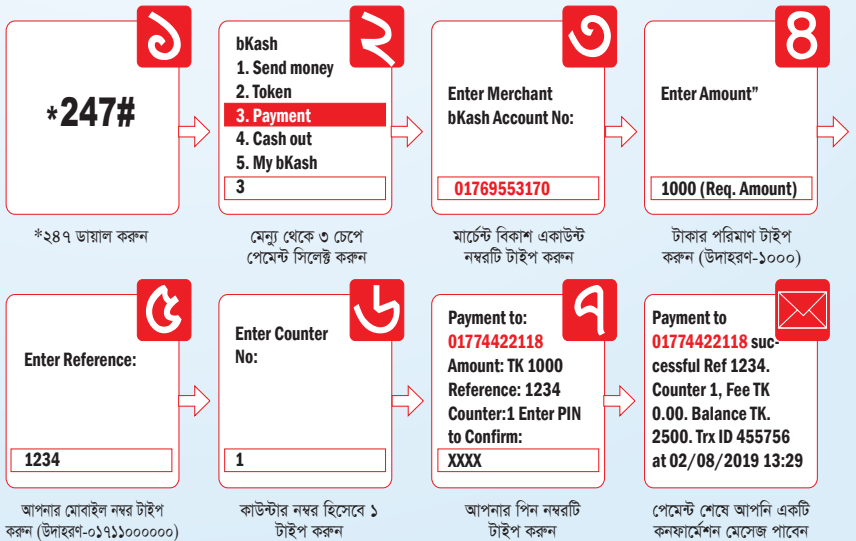 ১
*247#
*২৪৭ ডায়াল করুন
২
bKash
1. Send money
2. Token
3. Payment
4. Cash out
5. My bKash
3
মেন্যু থেকে ৩ চেপে
পেমেন্ট সিলেক্ট করুন
৩
Enter Merchant
bKash Account No:
01769553170
মার্চেন্ট বিকাশ একাউন্ট
নম্বরটি টাইপ করুন
৪
Enter Amount”
1000 (Req. Amount)
টাকার পরিমাণ টাইপ
করুন (উদাহরণ-১০০০)
৫
Enter Reference:
1234
আপনার মোবাইল নম্বর টাইপ
করুন (উদাহরণ-০১৭১১০০০০০০)
৬
Enter Counter
No:
1
কাউন্টার নম্বর হিসেবে ১
টাইপ করুন
৭
Payment to:
01774422118
Amount: TK 1000
Reference: 1234
Counter:1 Enter PIN
to Confirm:
XXXX
আপনার পিন নম্বরটি
টাইপ করুন
Payment to
01774422118 suc-
cessful Ref 1234.
Counter 1, Fee TK
0.00. Balance TK.
2500. Trx ID 455756
at 02/08/2019 13:29
পেমেন্ট শেষে আপনি একটি
কনফার্মেশন মেসেজ পাবেন